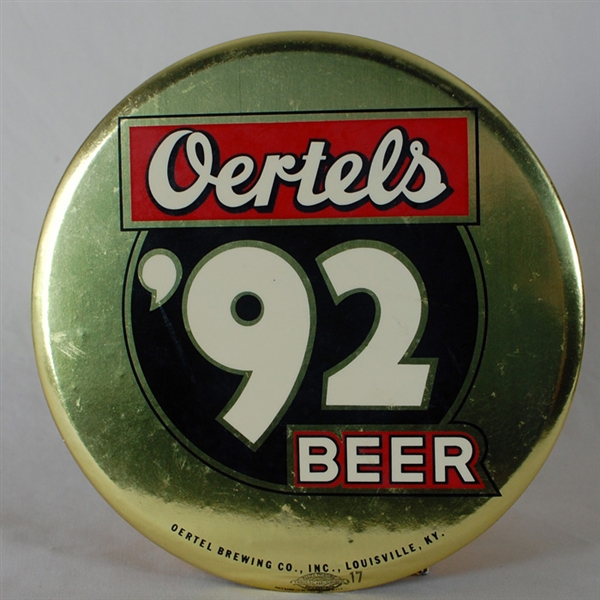 Oertels
'92
BEER
OERTEL BREWING CO., INC., LOUISVILLE, KY.
17